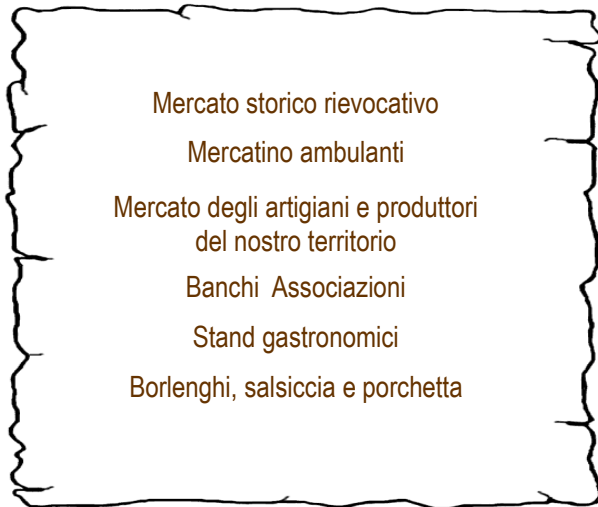 Mercato storico rievocativo
Mercatino ambulanti
Mercato degli artigiani e produttori
del nostro territorio
Banchi  Associazioni
Stand gastronomici
Borlenghi, salsiccia e porchetta